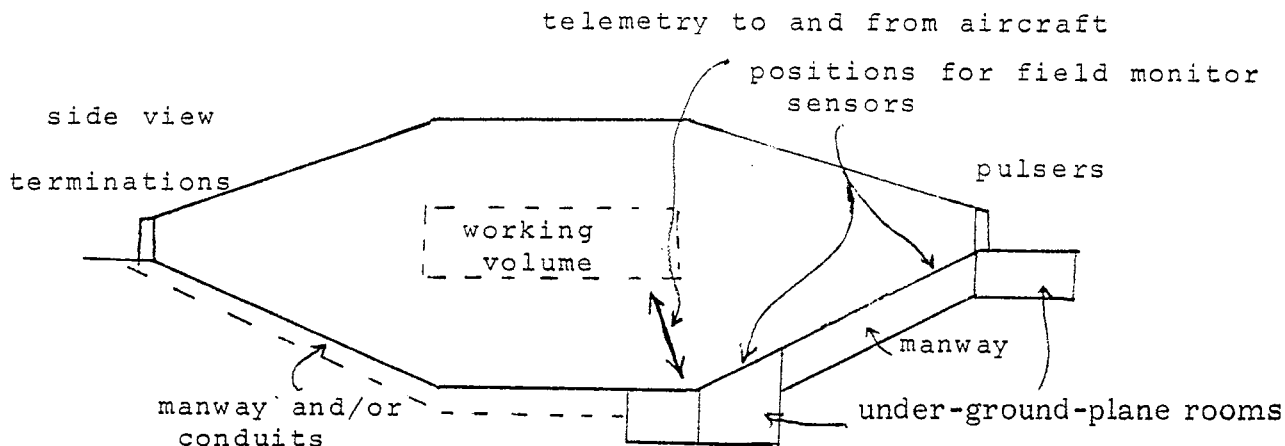 telemetry to and from aircraft
positions for field monitor
sensors
side view
terminations
pulsers
working
volume
manway
manway and/or
conduits
under-ground-plane rooms